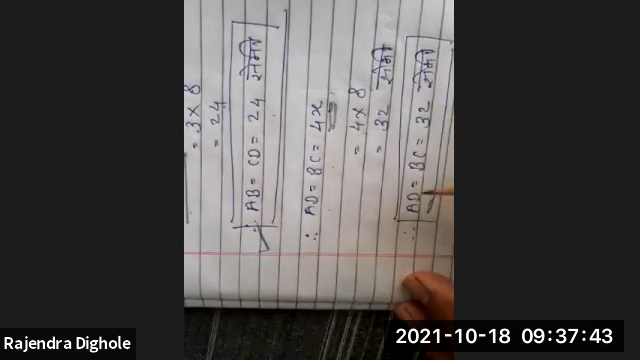 = 3 × 8
= 24
∴ AB = CD = 24 सेमी
∴ AD = BC = 4x
= 4 × 8
= 32 सेमी
∴ AD = BC = 32 सेमी
Rajendra Dighole
2021-10-18 09:37:43